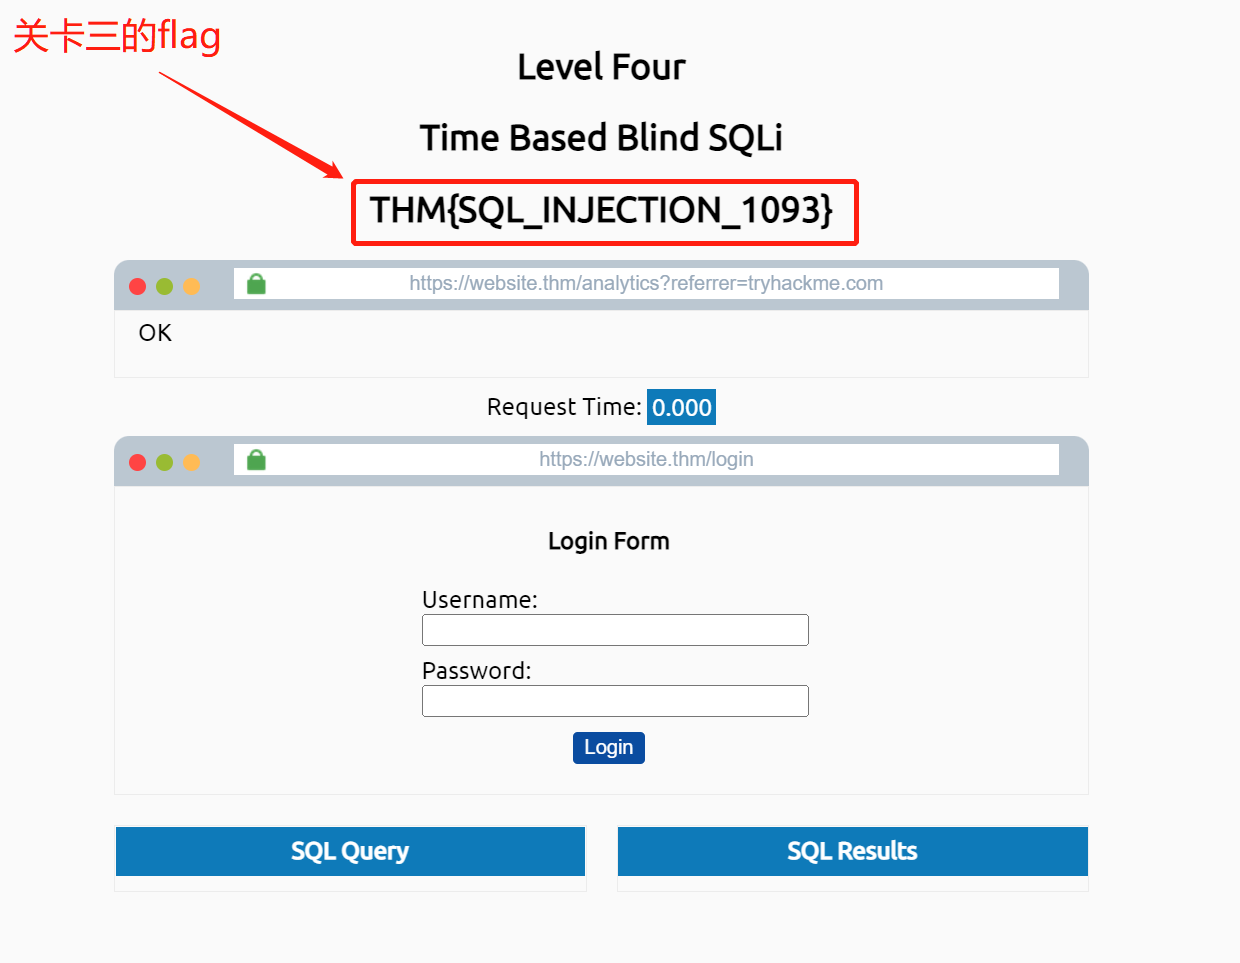 关卡三的flag
Level Four
Time Based Blind SQLi
THM{SQL_INJECTION_1093}
https://website.thm/analytics?referrer=tryhackme.com
OK
Request Time: 0.000
https://website.thm/login
Login Form
Username:
Password:
Login
SQL Query
SQL Results